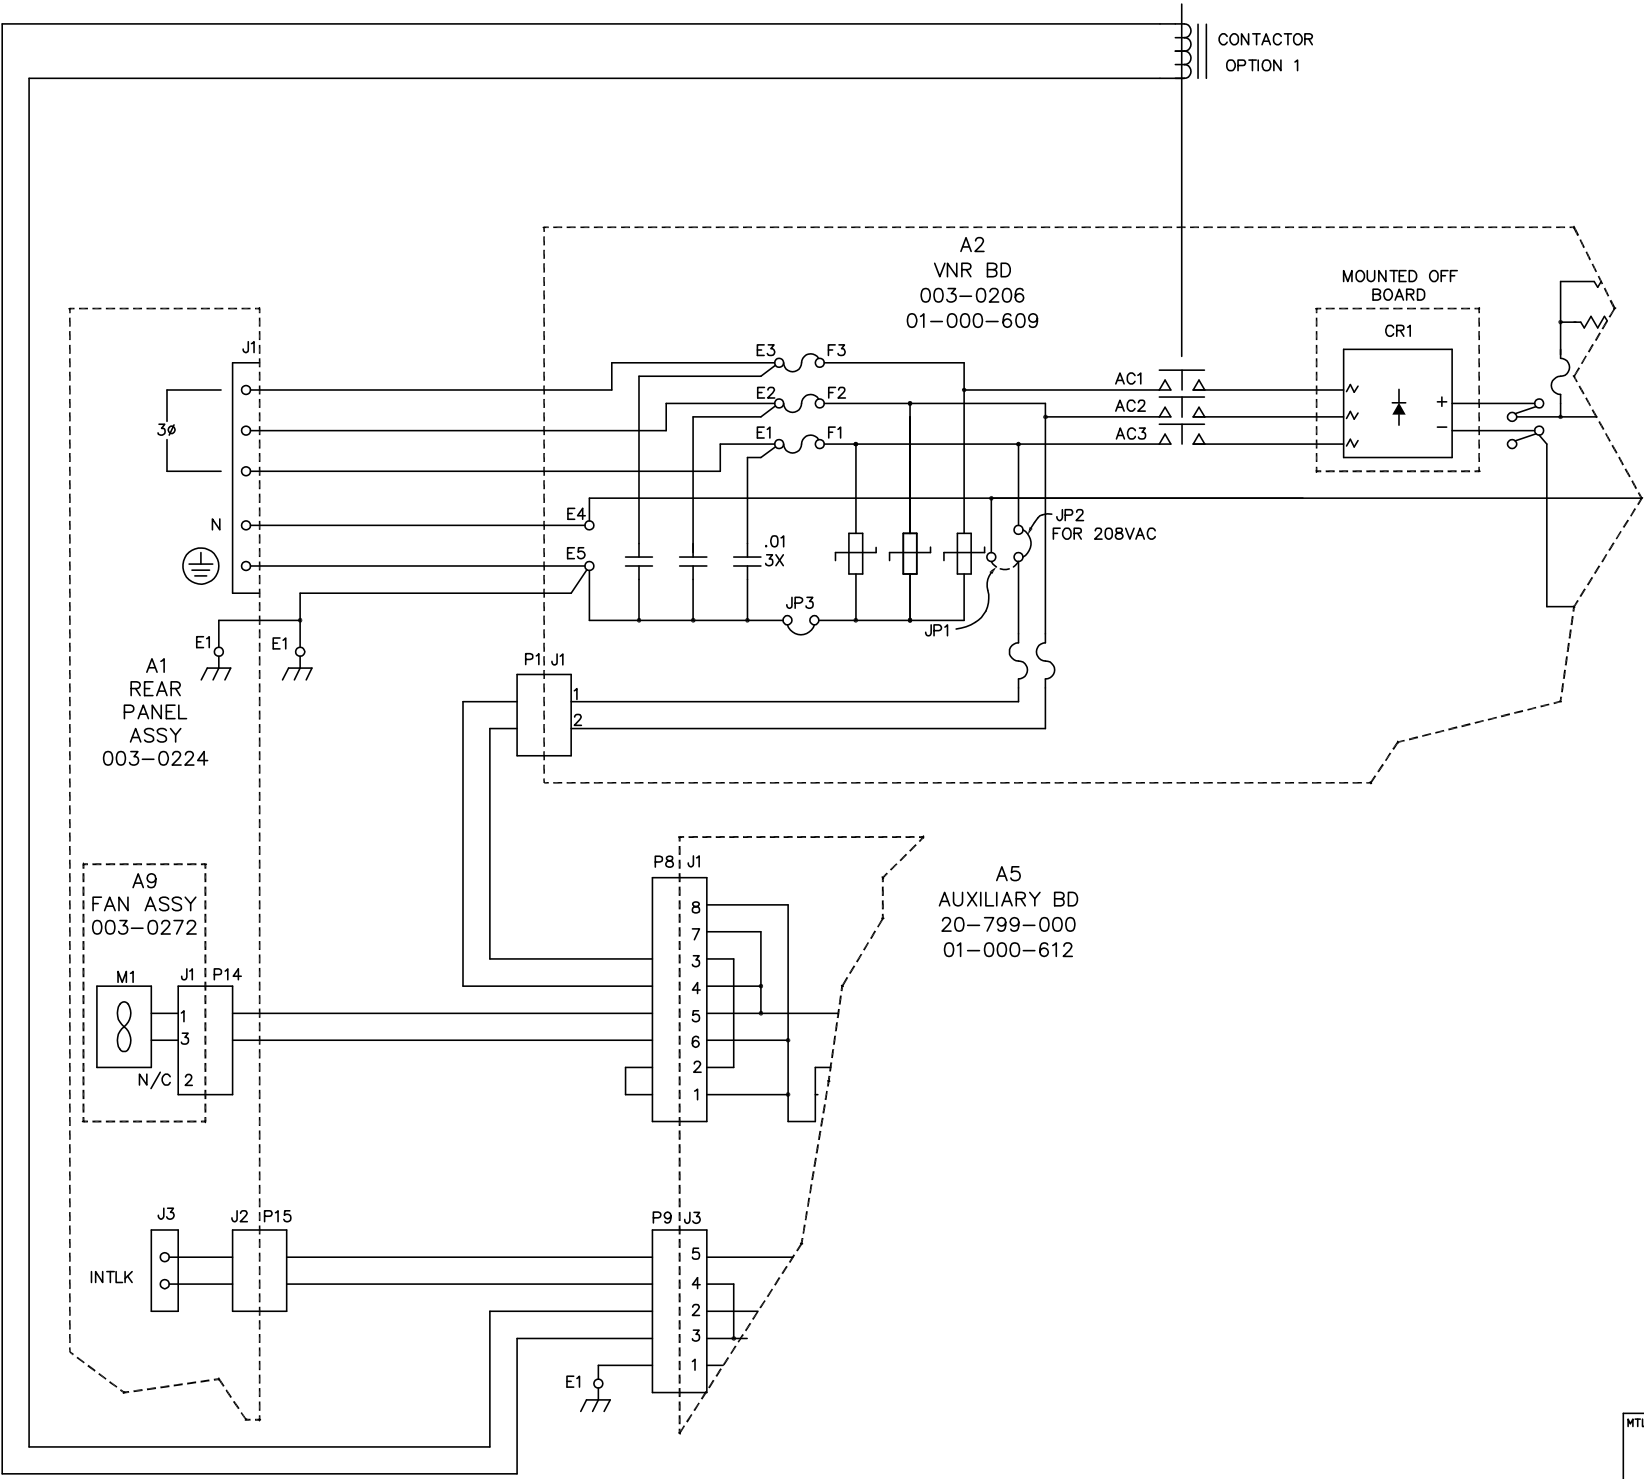 CONTACTOR
OPTION 1
A2
VNR BD
003-0206
01-000-609
MOUNTED OFF
BOARD
CR1
J1
E3
F3
AC1
3ø
E2
F2
AC2
+
E1
F1
AC3
-
N
E4
JP2
FOR 208VAC
E5
.01
3X
JP3
JP1
E1
E1
P1
J1
A1
REAR
PANEL
ASSY
003-0224
1
2
P8
J1
A5
AUXILIARY BD
20-799-000
01-000-612
A9
FAN ASSY
003-0272
8
7
3
4
5
6
2
1
M1
J1
P14
1
3
N/C
2
J3
J2
P15
P9
J3
INTLK
5
4
2
3
1
E1
MTL